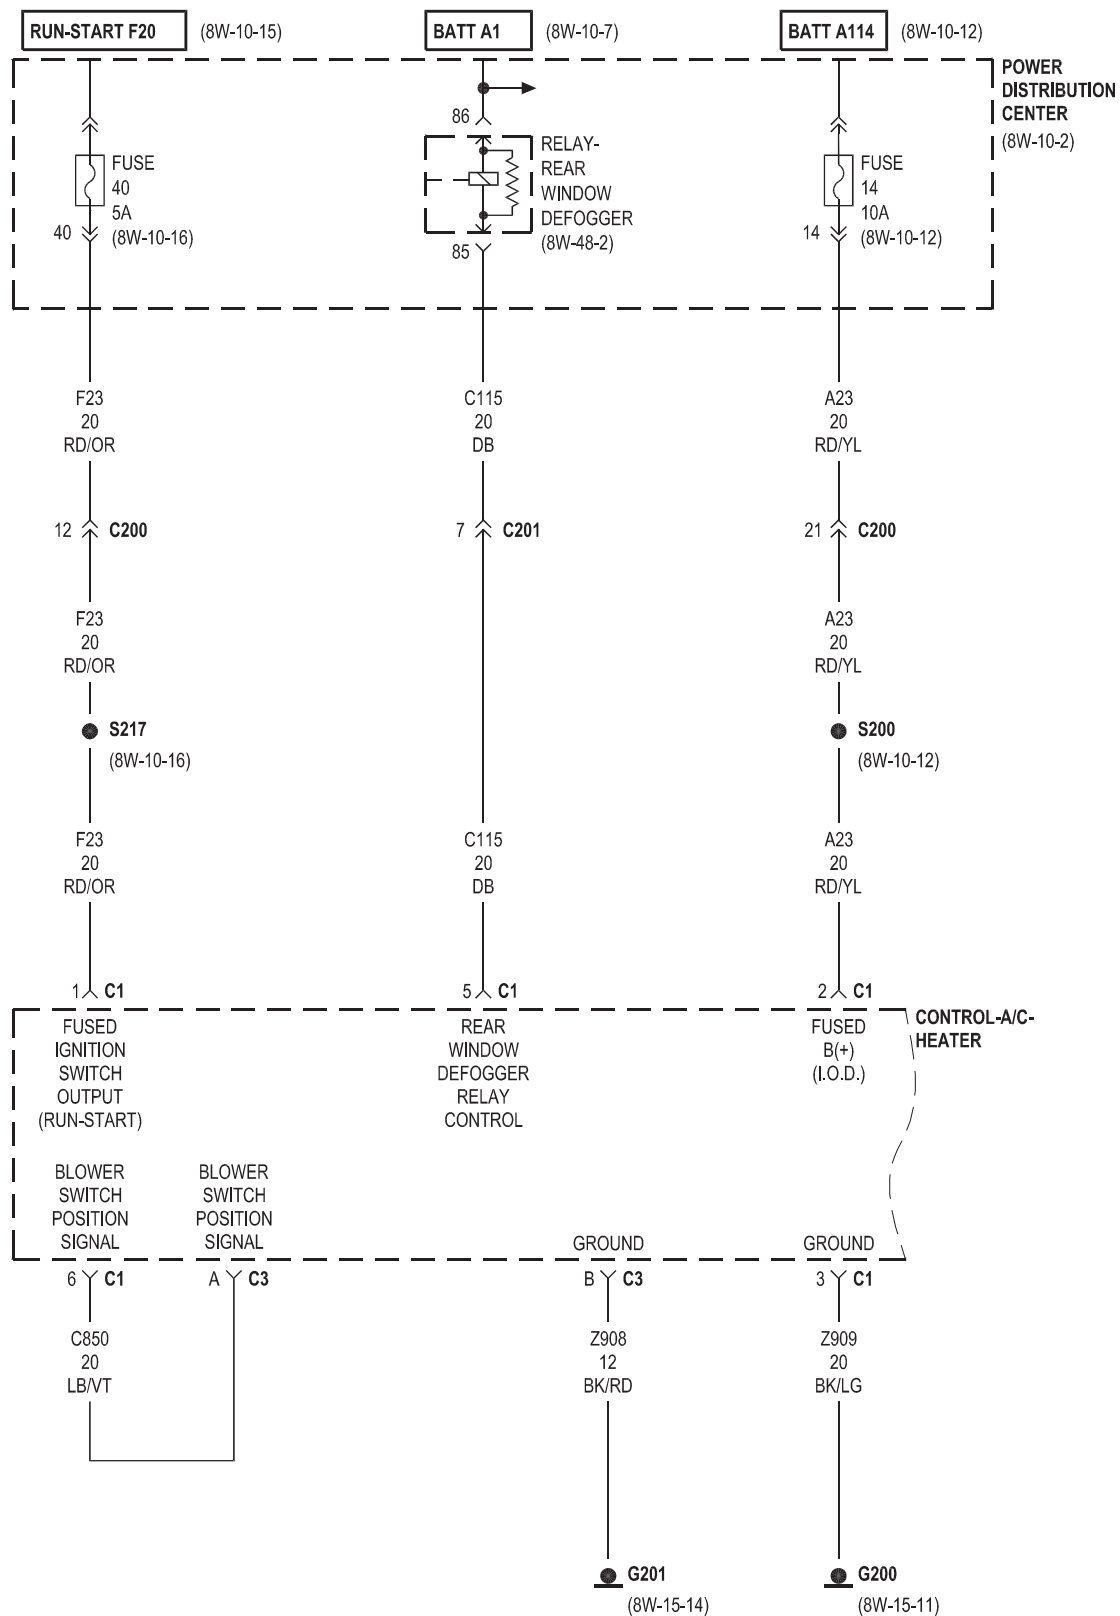 RUN-START F20 (8W-10-15) BATT A1 (8W-10-7) BATT A114 (8W-10-12)
POWER
DISTRIBUTION
CENTER
(8W-10-2)
FUSE
40
5A
(8W-10-16)
40
86
RELAY-
REAR
WINDOW
DEFOGGER
(8W-48-2)
85
FUSE
14
10A
(8W-10-12)
14
F23
20
RD/OR
C115
20
DB
A23
20
RD/YL
12 C200
7 C201
21 C200
F23
20
RD/OR
A23
20
RD/YL
S217
(8W-10-16)
S200
(8W-10-12)
F23
20
RD/OR
C115
20
DB
A23
20
RD/YL
1 C1
5 C1
2 C1
CONTROL-A/C-
HEATER
FUSED
IGNITION
SWITCH
OUTPUT
(RUN-START)
REAR
WINDOW
DEFOGGER
RELAY
CONTROL
FUSED
B(+)
(I.O.D.)
BLOWER
SWITCH
POSITION
SIGNAL
BLOWER
SWITCH
POSITION
SIGNAL
GROUND
GROUND
6 C1
A C3
B C3
3 C1
C850
20
LB/VT
Z908
12
BK/RD
Z909
20
BK/LG
G201
(8W-15-14)
G200
(8W-15-11)